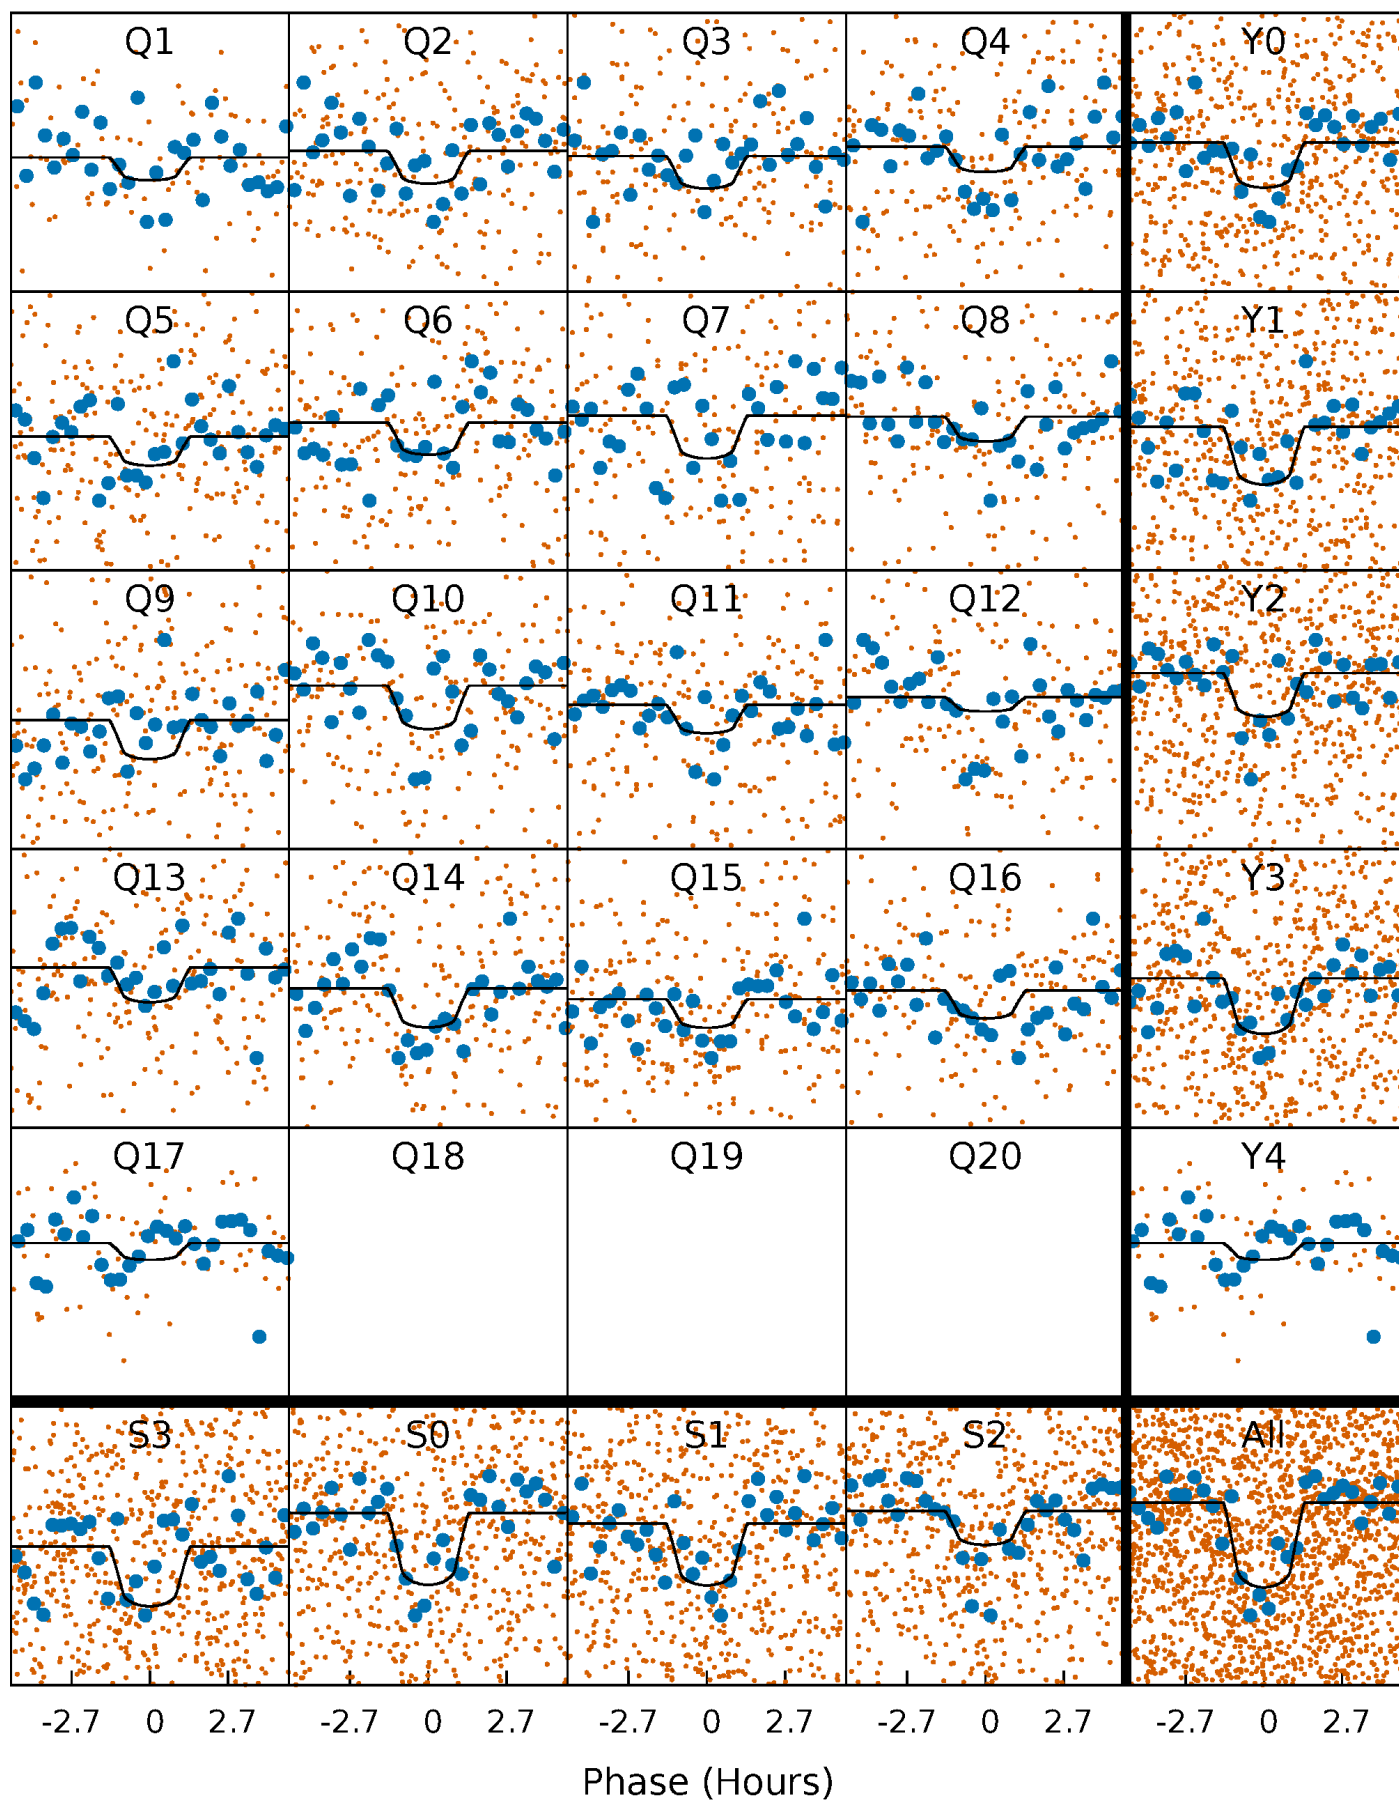 Q1 Q2 Q3 Q4 Y0
Q5 Q6 Q7 Q8 Y1
Q9 Q10 Q11 Q12 Y2
Q13 Q14 Q15 Q16 Y3
Q17 Q18 Q19 Q20 Y4
S3 S0 S1 S2 All
-2.7 0 2.7 -2.7 0 2.7 -2.7 0 2.7 -2.7 0 2.7 -2.7 0 2.7
Phase (Hours)